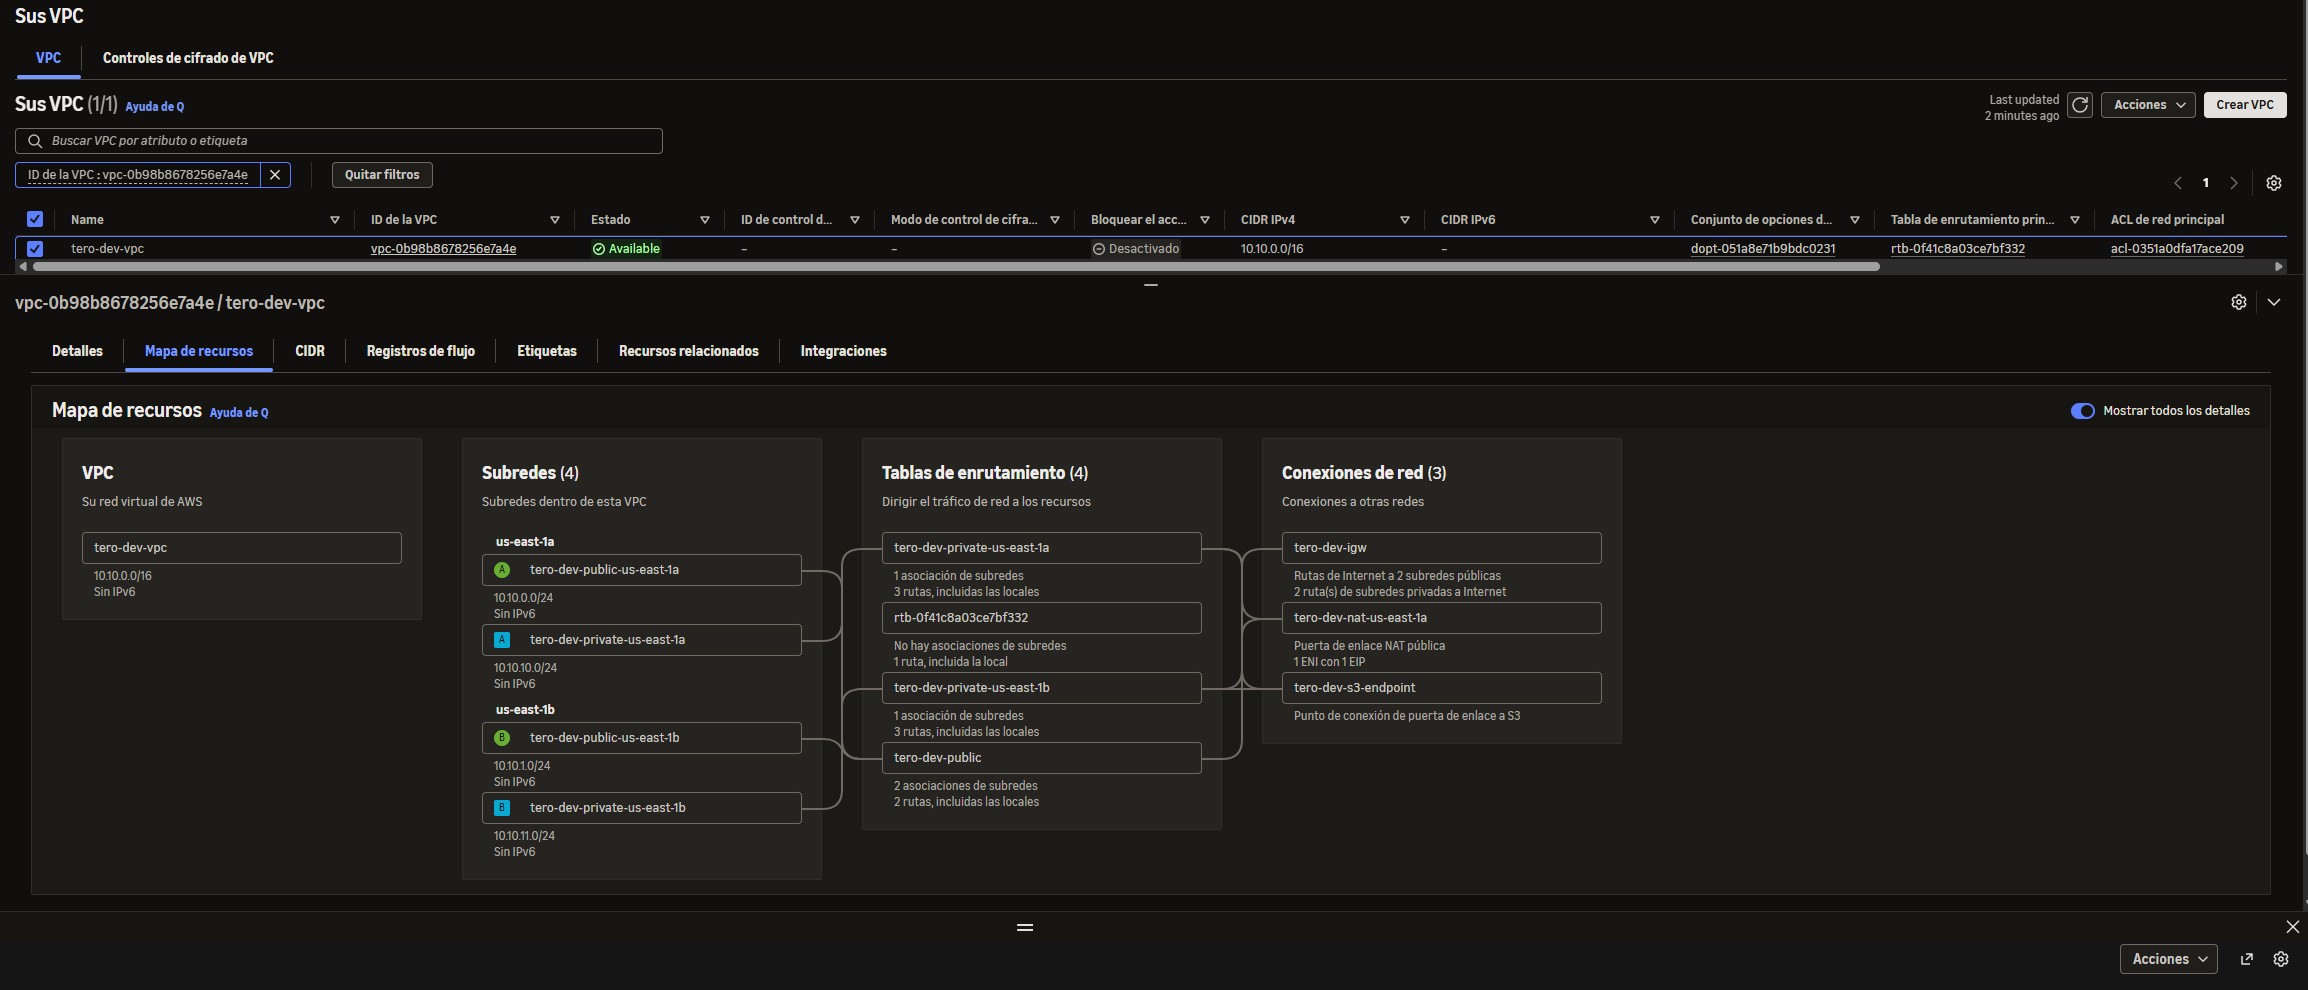 Sus VPC
VPC
Controles de cifrado de VPC
Sus VPC (1/1) Ayuda de Q
Last updated
2 minutes ago
Acciones
Crear VPC
Buscar VPC por atributo o etiqueta
ID de la VPC : vpc-0b98b8678256e7a4e
Quitar filtros
1
Name
ID de la VPC
Estado
ID de control d...
Modo de control de cifra...
Bloquear el acc...
CIDR IPv4
CIDR IPv6
Conjunto de opciones d...
Tabla de enrutamiento prin...
ACL de red principal
tero-dev-vpc
vpc-0b98b8678256e7a4e
Available
–
–
Desactivado
10.10.0.0/16
–
dopt-051a8e71b9bdc0231
rtb-0f41c8a03ce7bf332
acl-0351a0dfa17ace209
vpc-0b98b8678256e7a4e / tero-dev-vpc
Detalles
Mapa de recursos
CIDR
Registros de flujo
Etiquetas
Recursos relacionados
Integraciones
Mapa de recursos Ayuda de Q
Mostrar todos los detalles
VPC
Su red virtual de AWS
tero-dev-vpc
10.10.0.0/16
Sin IPv6
Subredes (4)
Subredes dentro de esta VPC
us-east-1a
A tero-dev-public-us-east-1a
10.10.0.0/24
Sin IPv6
A tero-dev-private-us-east-1a
10.10.10.0/24
Sin IPv6
us-east-1b
B tero-dev-public-us-east-1b
10.10.1.0/24
Sin IPv6
B tero-dev-private-us-east-1b
10.10.11.0/24
Sin IPv6
Tablas de enrutamiento (4)
Dirigir el tráfico de red a los recursos
tero-dev-private-us-east-1a
1 asociación de subredes
3 rutas, incluidas las locales
rtb-0f41c8a03ce7bf332
No hay asociaciones de subredes
1 ruta, incluida la local
tero-dev-private-us-east-1b
1 asociación de subredes
3 rutas, incluidas las locales
tero-dev-public
2 asociaciones de subredes
2 rutas, incluidas las locales
Conexiones de red (3)
Conexiones a otras redes
tero-dev-igw
Rutas de Internet a 2 subredes públicas
2 ruta(s) de subredes privadas a Internet
tero-dev-nat-us-east-1a
Puerta de enlace NAT pública
1 ENI con 1 EIP
tero-dev-s3-endpoint
Punto de conexión de puerta de enlace a S3
Acciones